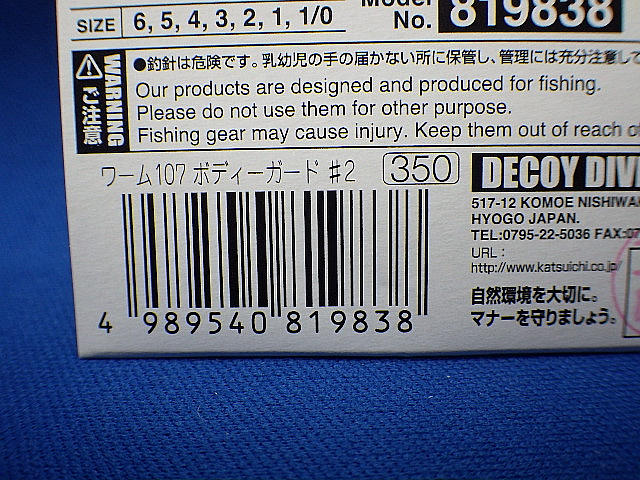 SIZE 6, 5, 4, 3, 2, 1, 1/0
Model No. 819838
WARNING
ご注意
●釣針は危険です。乳幼児の手の届かない所に保管し、管理には充分注意して
Our products are designed and produced for fishing.
Please do not use them for other purpose.
Fishing gear may cause injury. Keep them out of reach of
ワーム107 ボディーガード #2 350
4 989540 819838
DECOY DIV
517-12 KOMOE NISHIWAK
HYOGO JAPAN.
TEL:0795-22-5036 FAX:07
URL:
http://www.katsuichi.co.jp/
自然環境を大切に。
マナーを守りましょう。